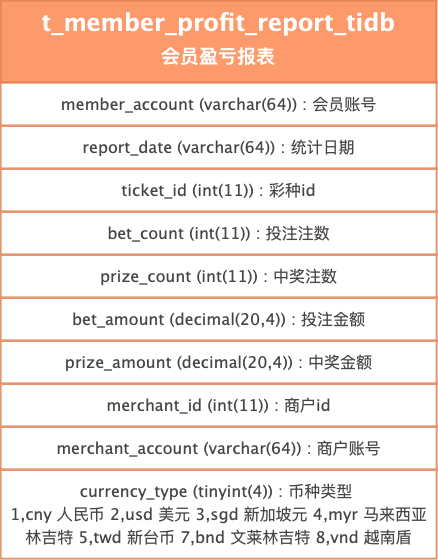 t_member_profit_report_tidb
会员盈亏报表
member_account (varchar(64)) : 会员账号
report_date (varchar(64)) : 统计日期
ticket_id (int(11)) : 彩种id
bet_count (int(11)) : 投注注数
prize_count (int(11)) : 中奖注数
bet_amount (decimal(20,4)) : 投注金额
prize_amount (decimal(20,4)) : 中奖金额
merchant_id (int(11)) : 商户id
merchant_account (varchar(64)) : 商户账号
currency_type (tinyint(4)) : 币种类型
1,cny 人民币 2,usd 美元 3,sgd 新加坡元 4,myr 马来西亚
林吉特 5,twd 新台币 7,bnd 文莱林吉特 8,vnd 越南盾